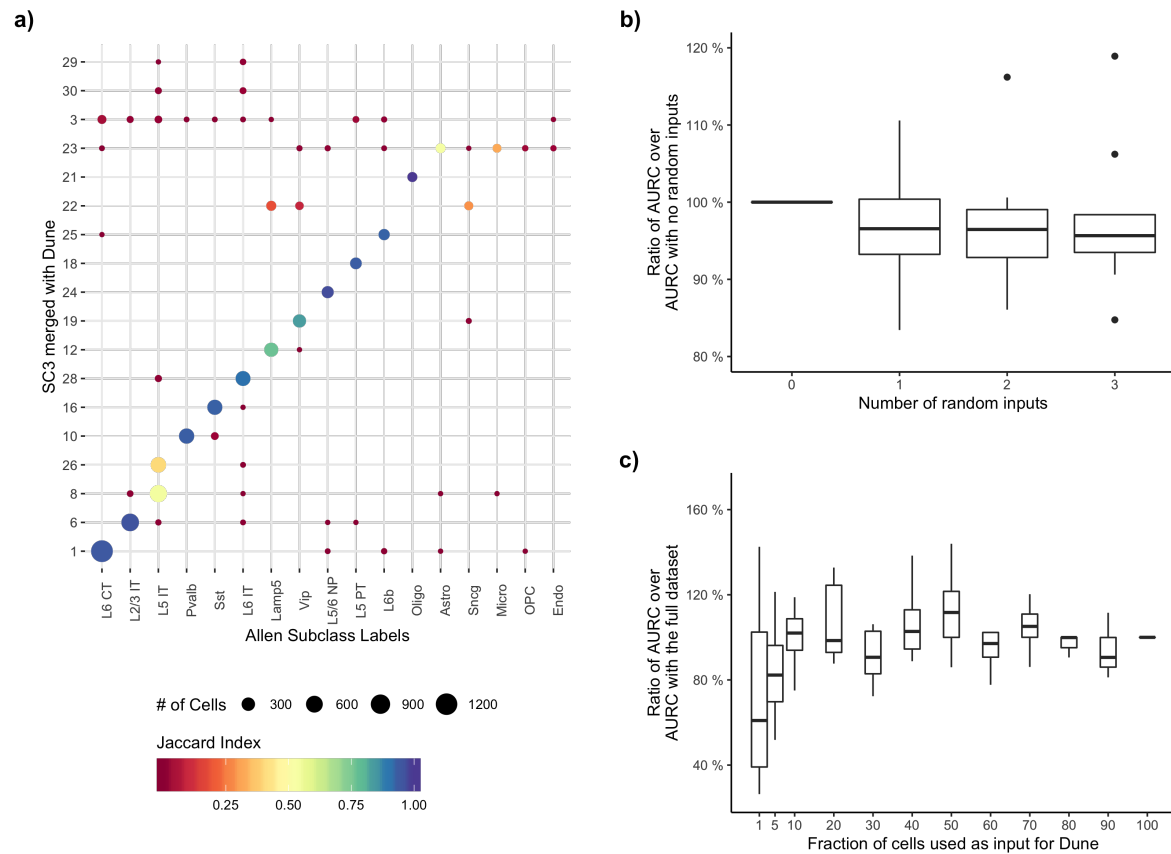 a)
SC3 merged with Dune
29
30
3
23
21
22
25
18
24
19
12
28
16
10
26
8
6
1
L6 CT
L2/3 IT
L5 IT
Pvalb
Sst
L6 IT
Lamp5
Vip
L5/6 NP
L5 PT
L6b
Oligo
Astro
Sncg
Micro
OPC
Endo
Allen Subclass Labels
# of Cells 300 600 900 1200
Jaccard Index
0.25 0.50 0.75 1.00
b)
Ratio of AURC over
AURC with no random inputs
120 %
100 %
90 %
80 %
0 1 2 3
Number of random inputs
c)
Ratio of AURC over
AURC with the full dataset
160 %
120 %
80 %
40 %
1 5 10 20 30 40 50 60 70 80 90 100
Fraction of cells used as input for Dune